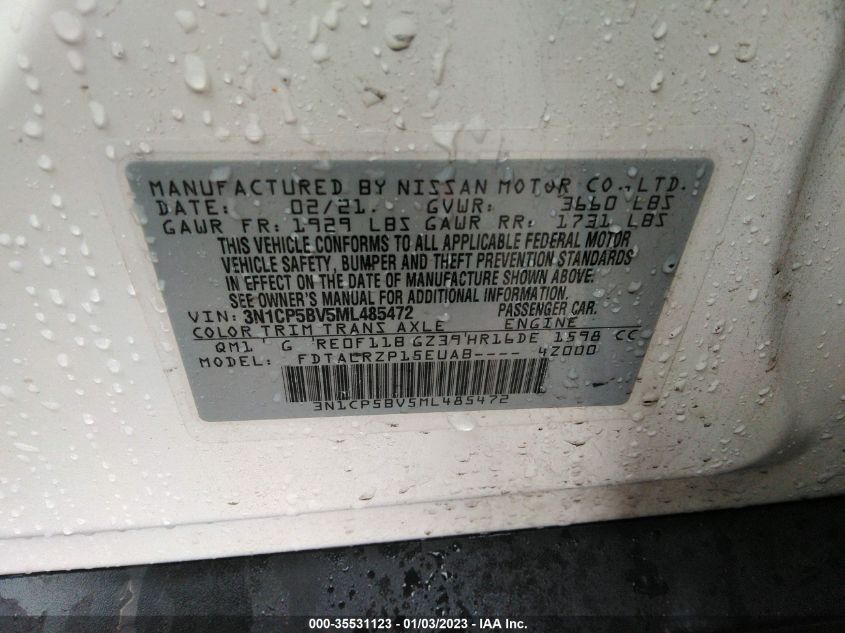 MANUFACTURED BY NISSAN MOTOR CO., LTD.
DATE: 02/21. GVWR: 3660 LBS
GAWR FR: 1929 LBS GAWR RR: 1731 LBS
THIS VEHICLE CONFORMS TO ALL APPLICABLE FEDERAL MOTOR
VEHICLE SAFETY, BUMPER AND THEFT PREVENTION STANDARDS
IN EFFECT ON THE DATE OF MANUFACTURE SHOWN ABOVE.
SEE OWNER'S MANUAL FOR ADDITIONAL INFORMATION.
VIN: 3N1CP5BV5ML485472 PASSENGER CAR.
COLOR TRIM TRANS AXLE ENGINE
QM1' G 'RE0F11B GZ39'HR16DE 1598 CC
MODEL: FDTALRZP15EUAB---- 4Z000
3N1CP5BV5ML485472
000-35531123 - 01/03/2023 - IAA Inc.